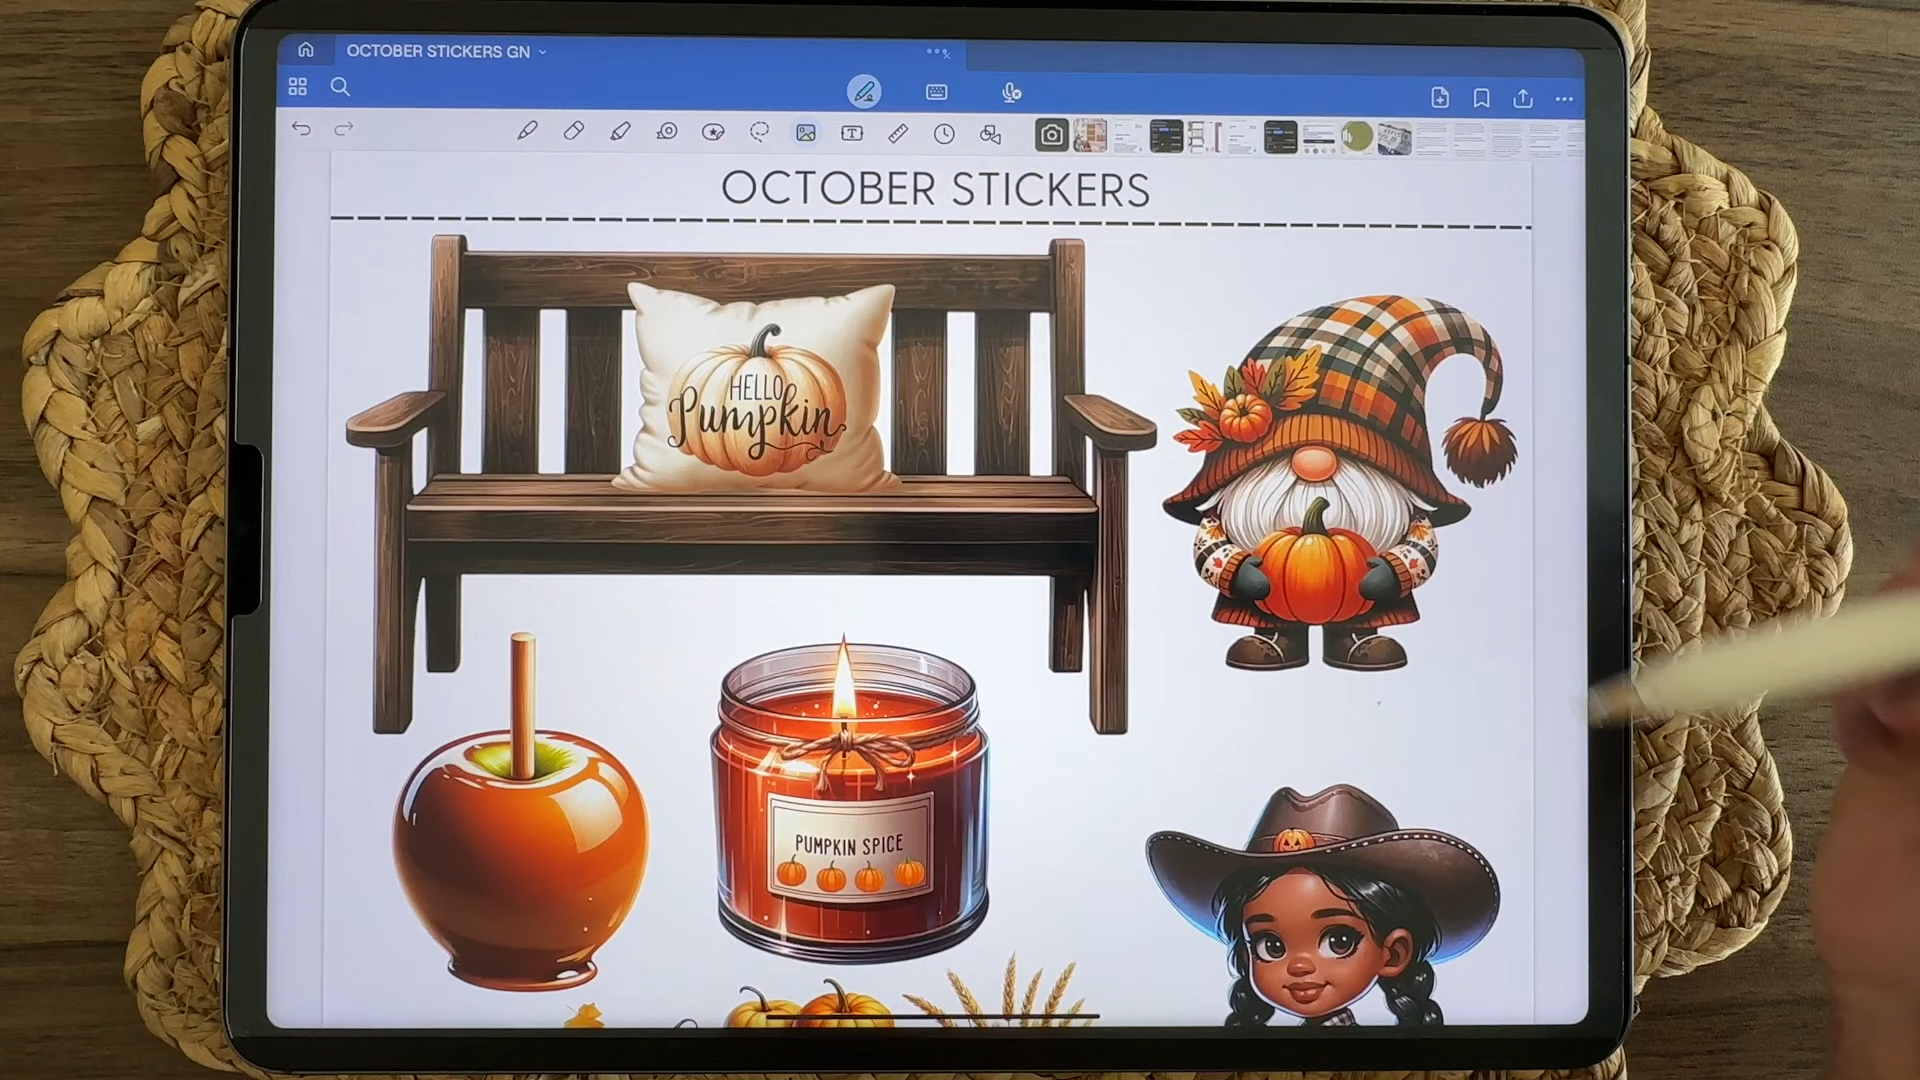 OCTOBER STICKERS GN
OCTOBER STICKERS
HELLO
Pumpkin
PUMPKIN SPICE